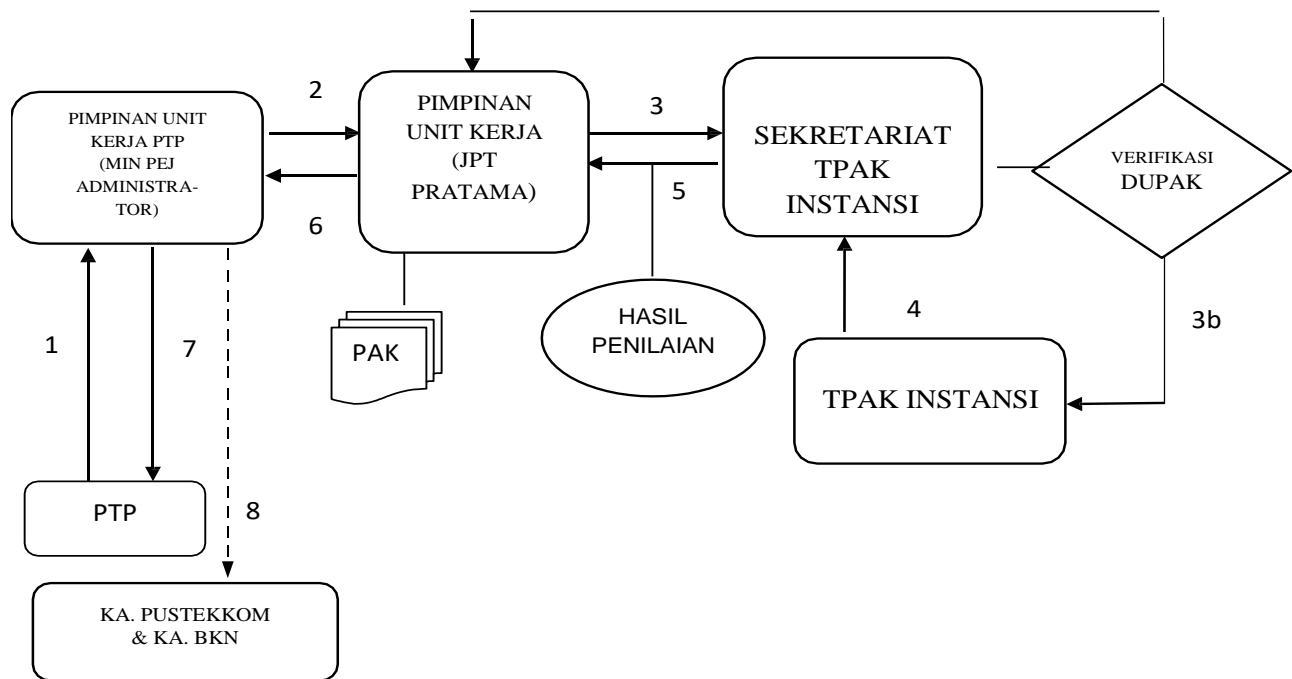 2
PIMPINAN UNIT
KERJA PTP
(MIN PEJ
ADMINISTRA-
TOR)
6
PIMPINAN
UNIT KERJA
(JPT
PRATAMA)
3
5
SEKRETARIAT
TPAK
INSTANSI
VERIFIKASI
DUPAK
1
7
PAK
HASIL
PENILAIAN
4
3b
TPAK INSTANSI
PTP
8
KA. PUSTEKKOM
& KA. BKN